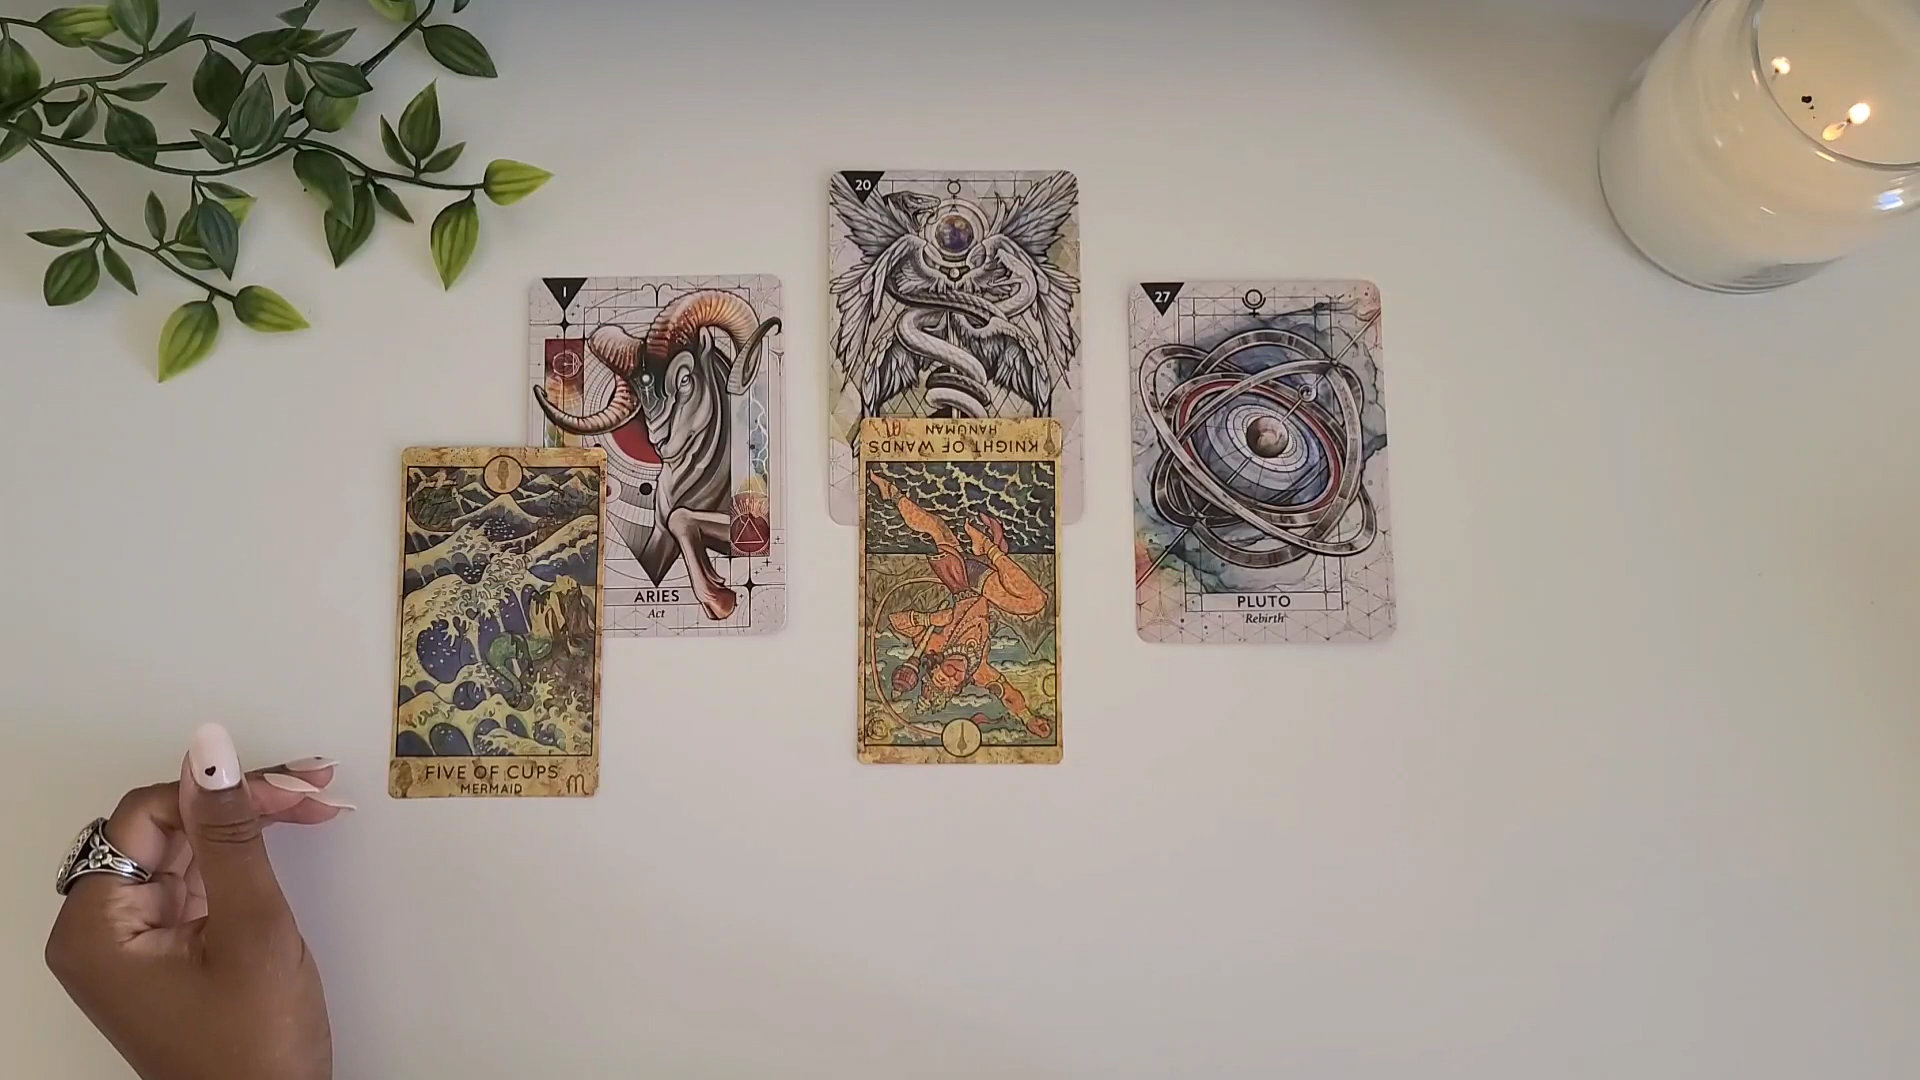 20
1
27
ARIES
Act
PLUTO
Rebirth
KNIGHT OF WANDS
HANUMAN
FIVE OF CUPS
MERMAID